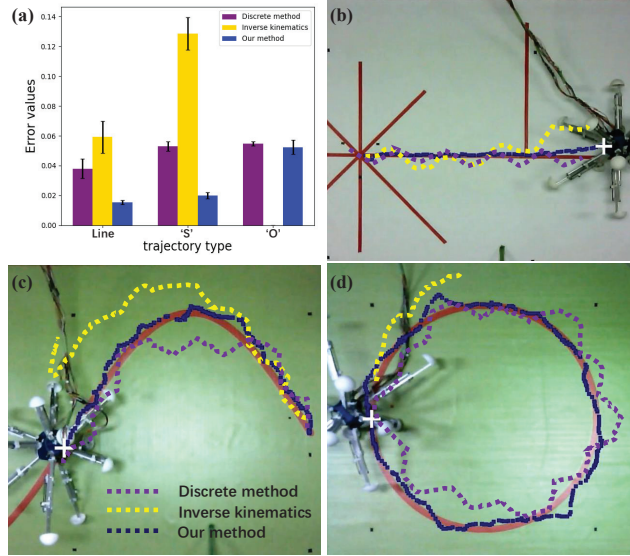 (a)
0.14
0.12
0.10
0.08
0.06
0.04
0.02
0.00
Error values
Discrete method
Inverse kinematics
Our method
Line
'S'
'O'
trajectory type
(b)
(c)
Discrete method
Inverse kinematics
Our method
(d)